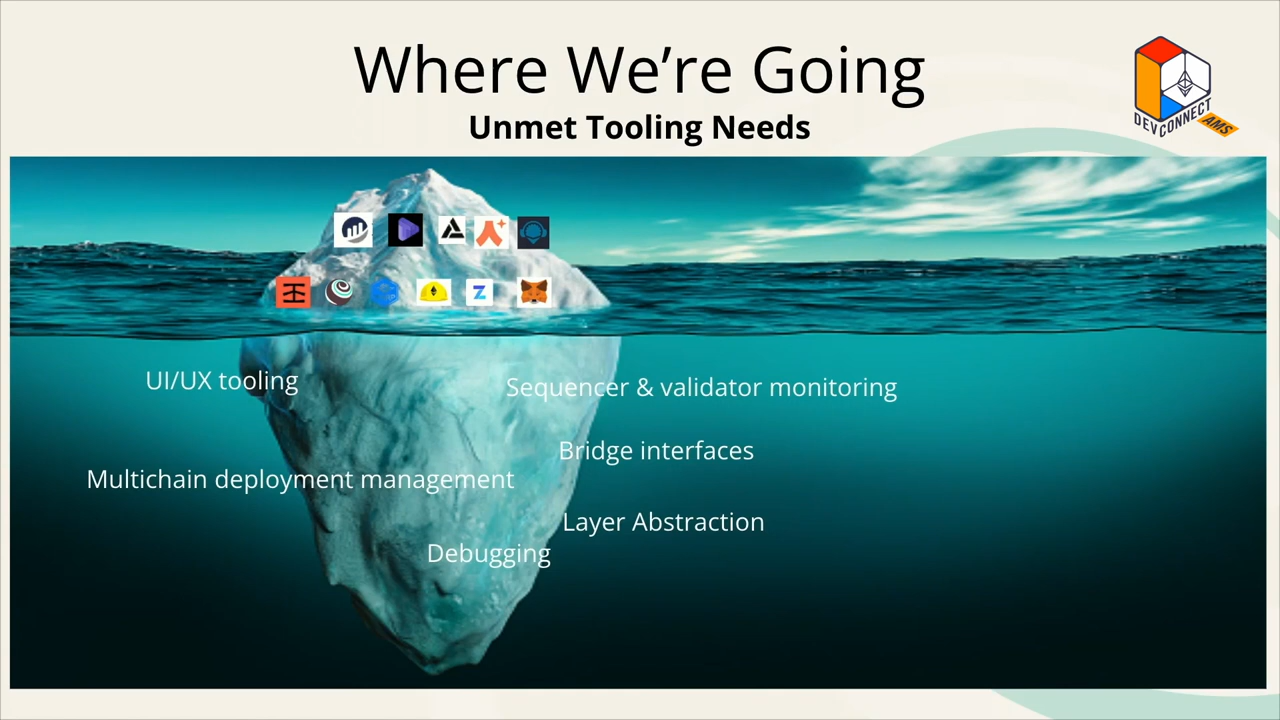 Where We’re Going
Unmet Tooling Needs
DEVCONNECT
AMS
UI/UX tooling
Sequencer & validator monitoring
Bridge interfaces
Multichain deployment management
Layer Abstraction
Debugging